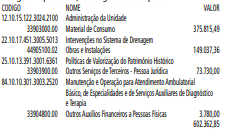 CODIGO NOME VALOR
12.10.15.122.3024.2100 Administração da Unidade
33903000.00 Material de Consumo 375.815,49
22.10.17.451.3005.5013 Intervenções no Sistema de Drenagem
44905100.02 Obras e Instalações 149.037,36
25.10.13.391.3001.6361 Políticas de Valorização do Patrimônio Histórico
33903900.00 Outros Serviços de Terceiros - Pessoa Jurídica 73.730,00
84.10.10.301.3003.2520 Manutenção e Operação para Atendimento Ambulatorial
Básico, de Especialidades e de Serviços Auxiliares de Diagnóstico
e Terapia
33904800.00 Outros Auxílios Financeiros a Pessoas Físicas 3.780,00
602.362,85